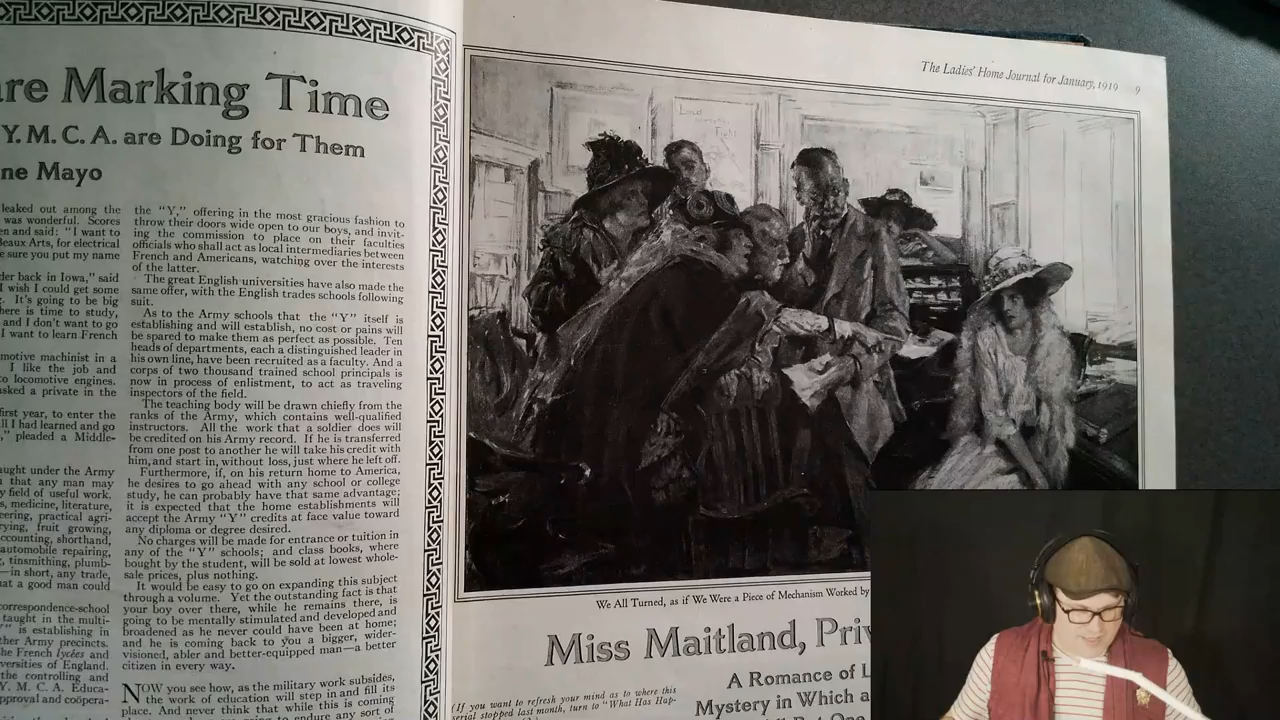 are Marking Time
Y. M. C. A. are Doing for Them
ne Mayo
leaked out among the
was wonderful. Scores
en and said: "I want to
Beaux Arts, for electrical
e sure you put my name
der back in Iowa," said
I wish I could get some
. It's going to be big
here is time to study,
and I don't want to go
I want to learn French
motive machinist in a
I like the job and
to locomotive engines.
asked a private in the
first year, to enter the
ll I had learned and go
," pleaded a Middle-
aught under the Army
n that any man may
y field of useful work.
s, medicine, literature,
eering, practical agri-
rying, fruit growing,
ccounting, shorthand,
automobile repairing,
, tinsmithing, plumb-
—in short, any trade,
hat a good man could
correspondence-school
taught in the multi-
" is establishing in
ther Army precincts.
he French lycées and
versities of England.
the controlling and
Y. M. C. A. Educa-
approval and coöpera-
the "Y," offering in the most gracious fashion to
throw their doors wide open to our boys, and invit-
ing the commission to place on their faculties
officials who shall act as local intermediaries between
French and Americans, watching over the interests
of the latter.
The great English universities have also made the
same offer, with the English trades schools following
suit.
As to the Army schools that the "Y" itself is
establishing and will establish, no cost or pains will
be spared to make them as perfect as possible. Ten
heads of departments, each a distinguished leader in
his own line, have been recruited as a faculty. And a
corps of two thousand trained school principals is
now in process of enlistment, to act as traveling
inspectors of the field.
The teaching body will be drawn chiefly from the
ranks of the Army, which contains well-qualified
instructors. All the work that a soldier does will
be credited on his Army record. If he is transferred
from one post to another he will take his credit with
him, and start in, without loss, just where he left off.
Furthermore, if, on his return home to America,
he desires to go ahead with any school or college
study, he can probably have that same advantage;
it is expected that the home establishments will
accept the Army "Y" credits at face value toward
any diploma or degree desired.
No charges will be made for entrance or tuition in
any of the "Y" schools; and class books, where
bought by the student, will be sold at lowest whole-
sale prices, plus nothing.
It would be easy to go on expanding this subject
through a volume. Yet the outstanding fact is that
your boy over there, while he remains there, is
going to be mentally stimulated and developed and
broadened as he never could have been at home;
and he is coming back to you a bigger, wider-
visioned, abler and better-equipped man—a better
citizen in every way.
NOW you see how, as the military work subsides,
the work of education will step in and fill its
place. And never think that while this is coming
going to endure any sort of
The Ladies' Home Journal for January, 1919 9
Fight
We All Turned, as if We Were a Piece of Mechanism Worked by
Miss Maitland, Priv
A Romance of L
Mystery in Which a
(If you want to refresh your mind as to where this
serial stopped last month, turn to "What Has Hap-